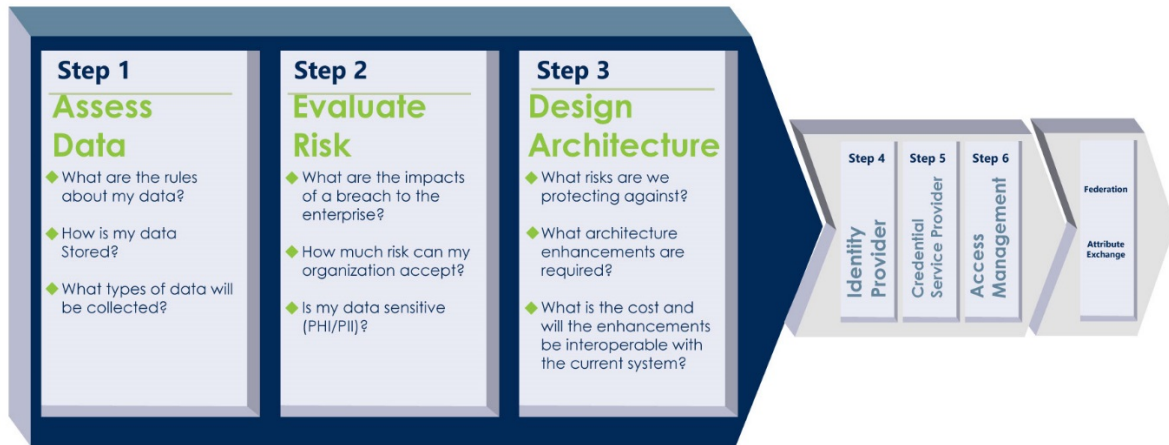 Step 1
Assess
Data
What are the rules
about my data?
How is my data
Stored?
What types of data will
be collected?
Step 2
Evaluate
Risk
What are the impacts
of a breach to the
enterprise?
How much risk can my
organization accept?
Is my data sensitive
(PHI/PII)?
Step 3
Design
Architecture
What risks are we
protecting against?
What architecture
enhancements are
required?
What is the cost and
will the enhancements
be interoperable with
the current system?
Step 4
Identity
Provider
Step 5
Credential
Service Provider
Step 6
Access
Management
Federation
Attribute
Exchange